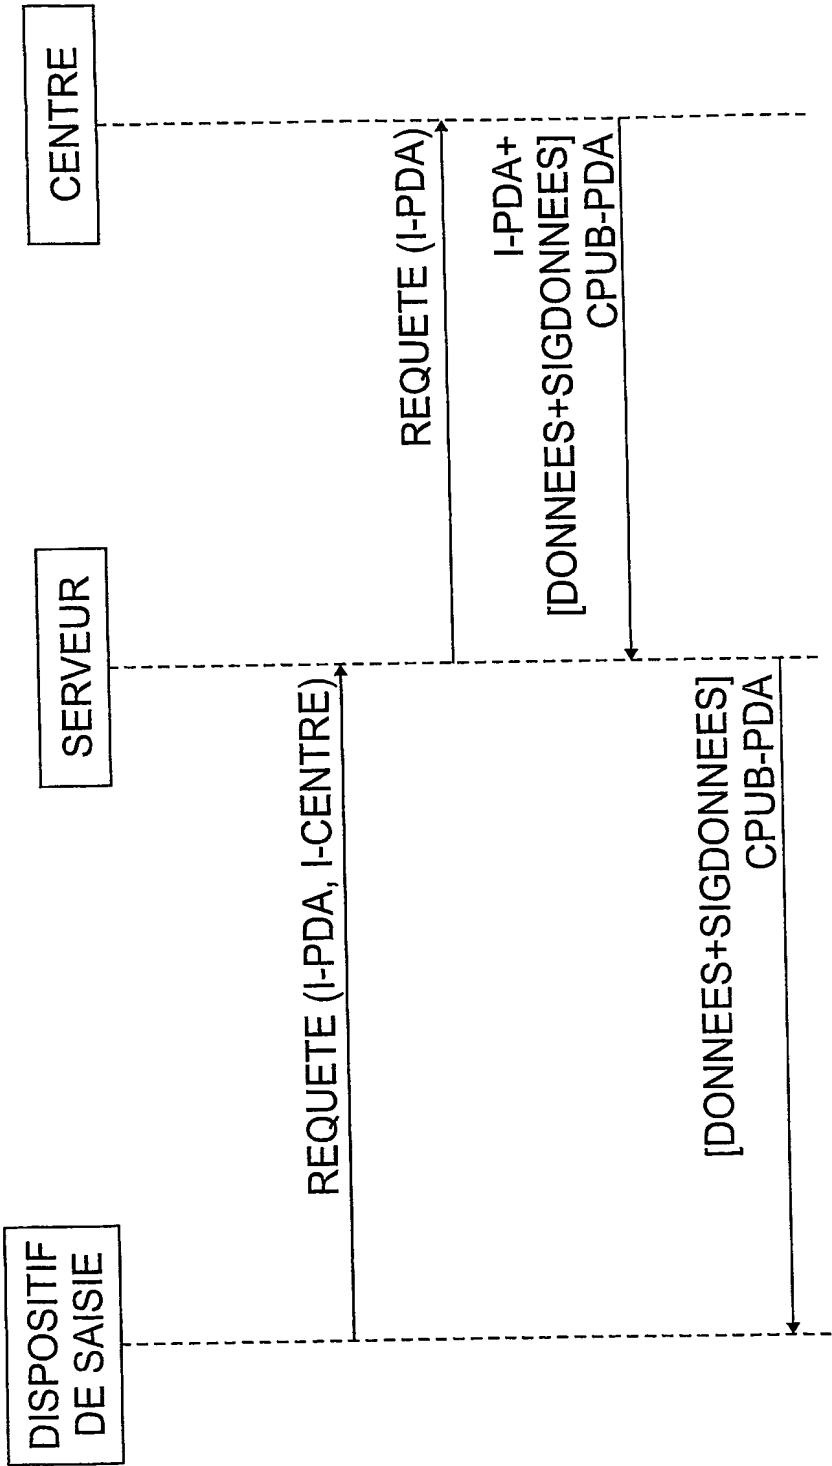 DISPOSITIF
DE SAISIE
SERVEUR
CENTRE
REQUETE (I-PDA, I-CENTRE)
REQUETE (I-PDA)
I-PDA+
[DONNEES+SIGDONNEES]
CPUB-PDA
[DONNEES+SIGDONNEES]
CPUB-PDA